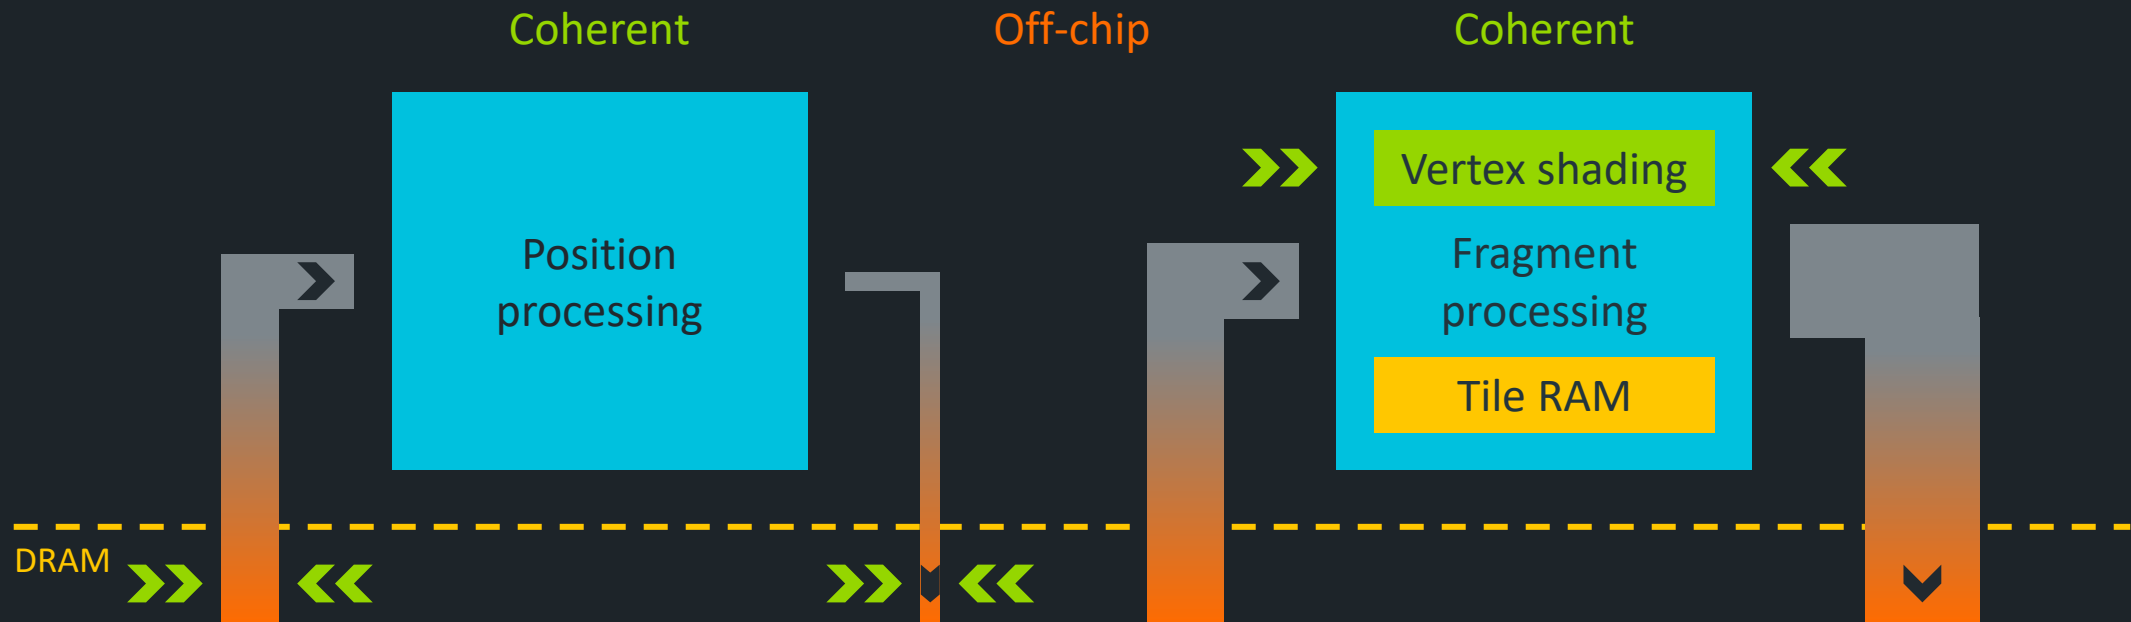 Coherent
Off-chip
Coherent
Position
processing
Vertex shading
Fragment
processing
Tile RAM
DRAM